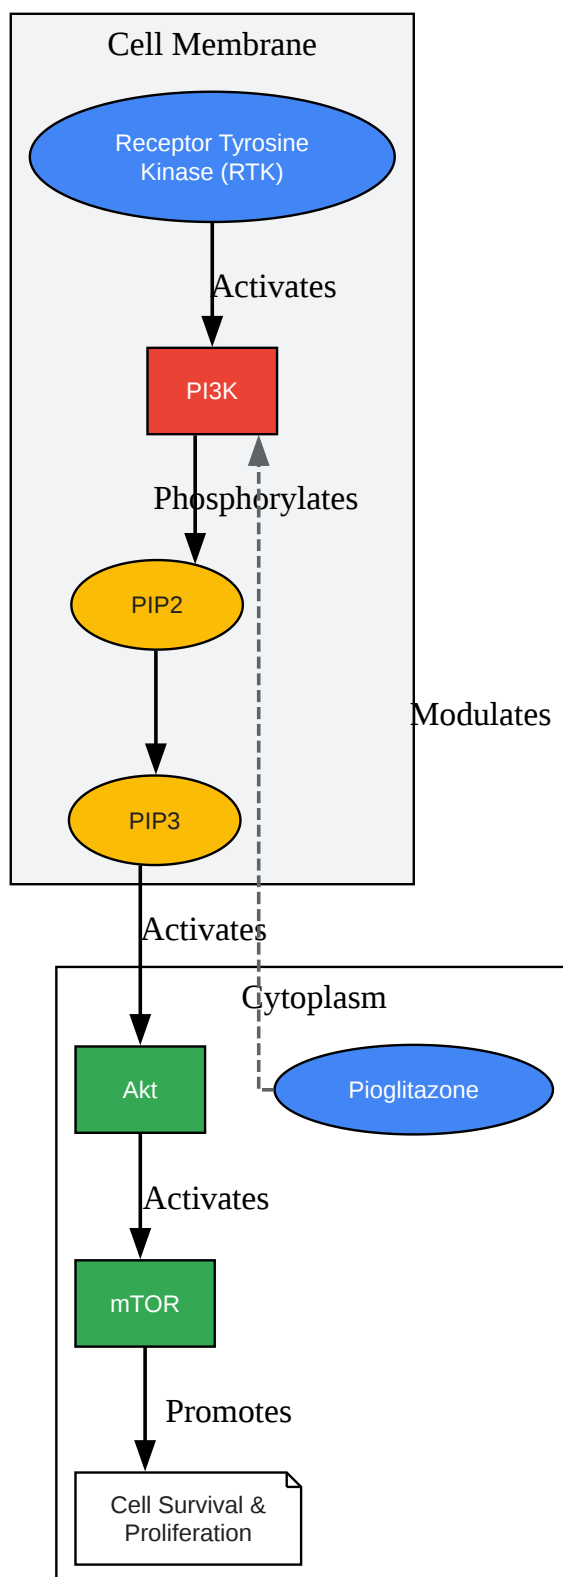 Cell Membrane
Receptor Tyrosine
Kinase (RTK)
Activates
PI3K
Phosphorylates
PIP2
Modulates
PIP3
Activates
Cytoplasm
Akt
Pioglitazone
Activates
mTOR
Promotes
Cell Survival &
Proliferation